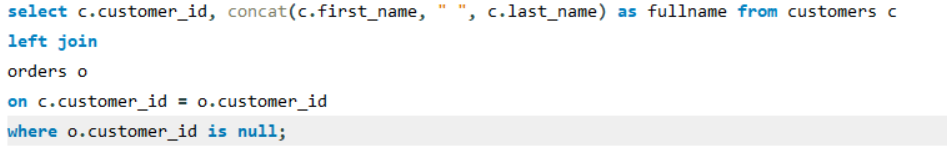 select c.customer_id, concat(c.first_name, " ", c.last_name) as fullname from customers c
left join
orders o
on c.customer_id = o.customer_id
where o.customer_id is null;